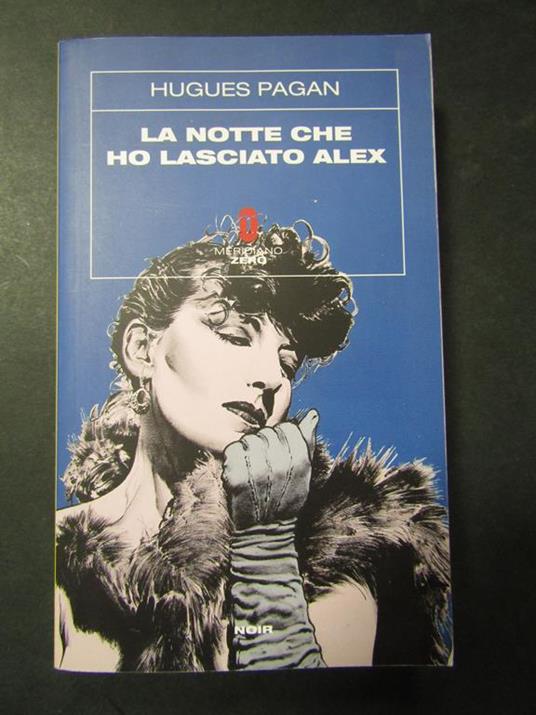 HUGUES PAGAN
LA NOTTE CHE
HO LASCIATO ALEX
MERIDIANO
ZERO
NOIR